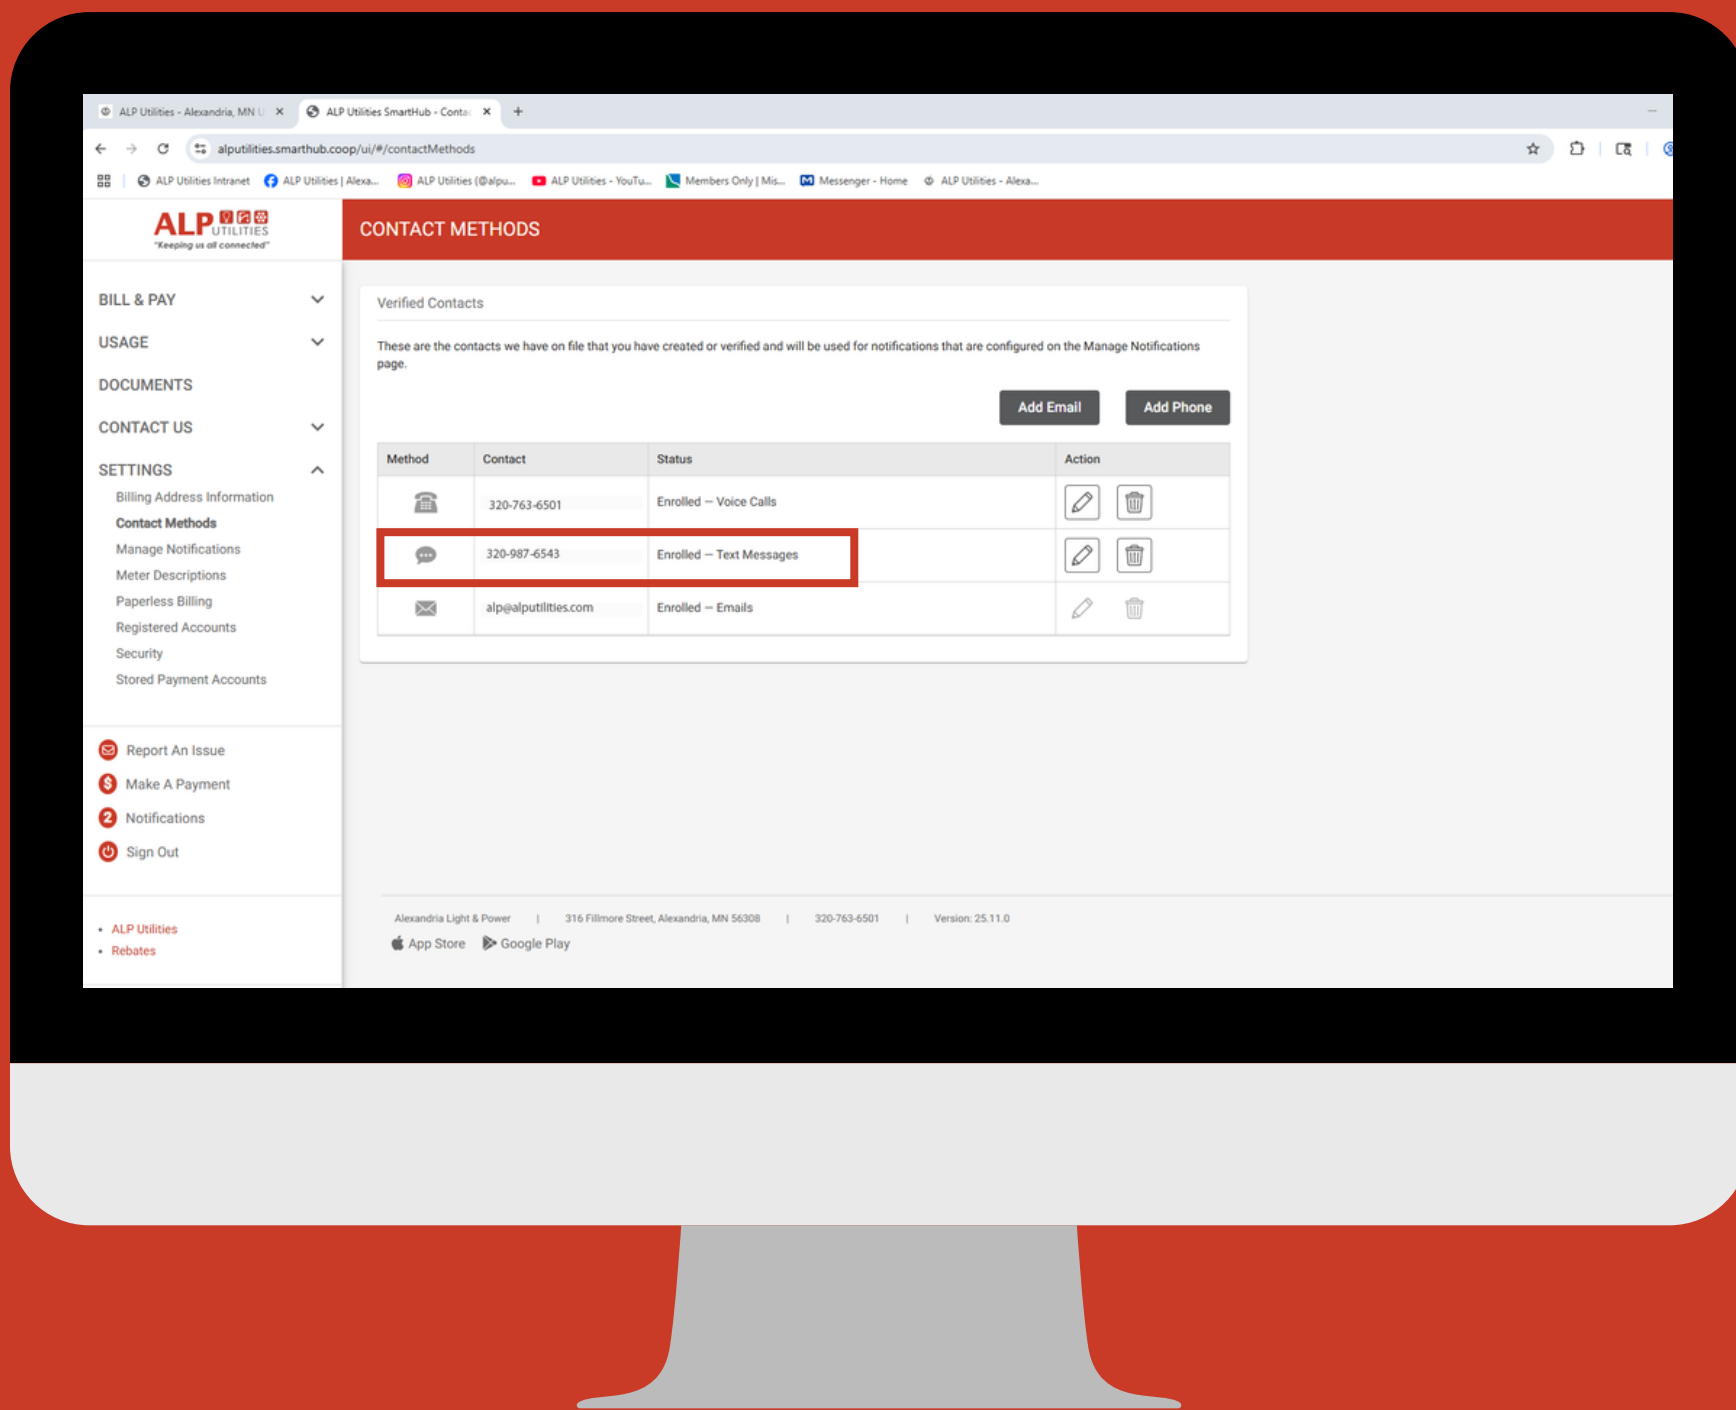 ALP Utilities - Alexandria, MN U
ALP Utilities SmartHub - Contac
alputilities.smarthub.coop/ui/#/contactMethods
ALP Utilities Intranet
ALP Utilities | Alexa...
ALP Utilities (@alpu...
ALP Utilities - YouTu...
Members Only | Mis...
Messenger - Home
ALP Utilities - Alexa...
ALP UTILITIES
"Keeping us all connected"
CONTACT METHODS
BILL & PAY
USAGE
DOCUMENTS
CONTACT US
SETTINGS
Billing Address Information
Contact Methods
Manage Notifications
Meter Descriptions
Paperless Billing
Registered Accounts
Security
Stored Payment Accounts
Report An Issue
$ Make A Payment
2 Notifications
Sign Out
• ALP Utilities
• Rebates
Verified Contacts
These are the contacts we have on file that you have created or verified and will be used for notifications that are configured on the Manage Notifications
page.
Add Email Add Phone
Method Contact Status Action
320-763-6501 Enrolled — Voice Calls
320-987-6543 Enrolled — Text Messages
alp@alputilities.com Enrolled — Emails
Alexandria Light & Power | 316 Fillmore Street, Alexandria, MN 56308 | 320-763-6501 | Version: 25.11.0
App Store Google Play